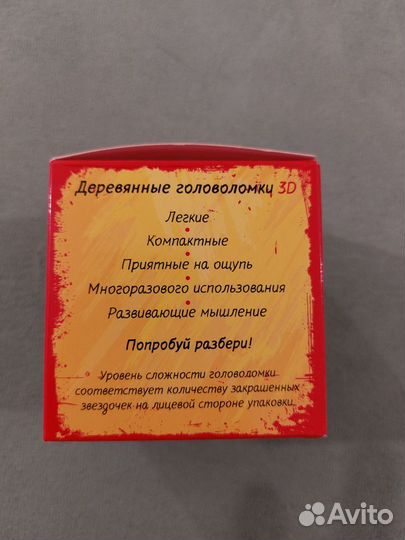 Деревянные головоломки 3D
Легкие
Компактные
Приятные на ощупь
Многоразового использования
Развивающие мышление
Попробуй разбери!
Уровень сложности головоломки
соответствует количеству закрашенных
звездочек на лицевой стороне упаковки.
Avito